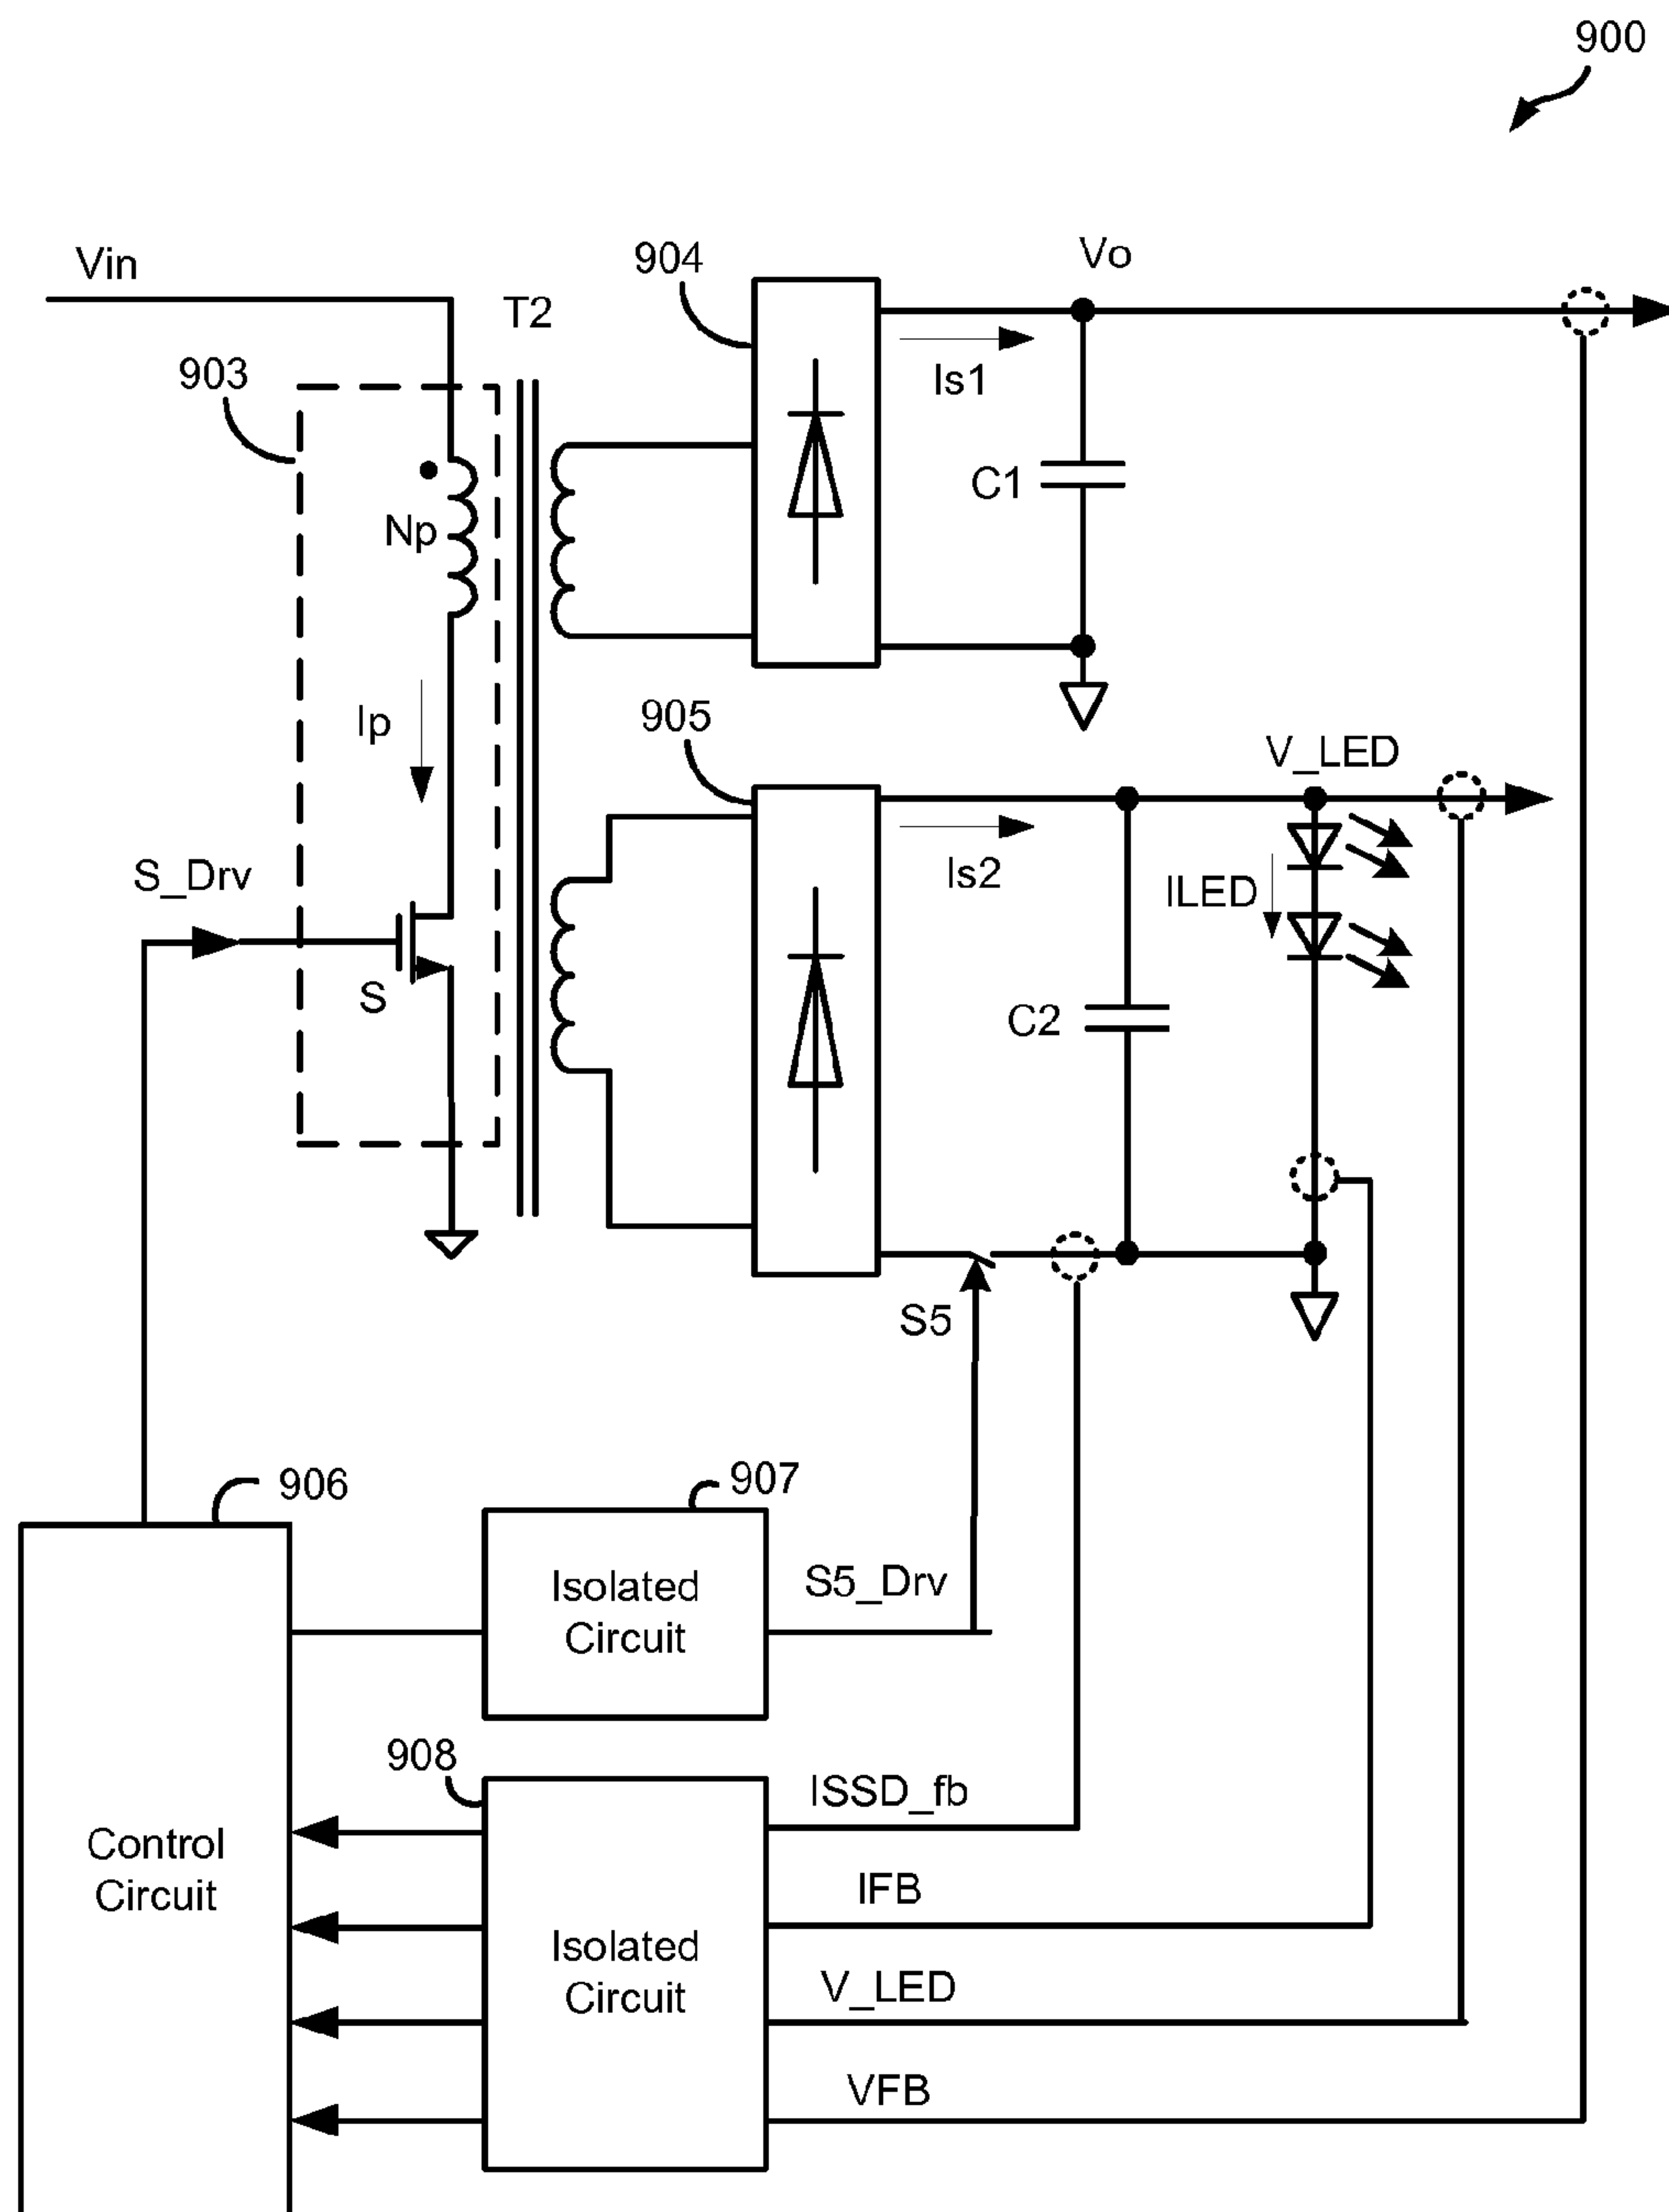 900
Vin
904
Vo
T2
903
Is1
Np
C1
Ip
905
V_LED
S_Drv
Is2
ILED
S
C2
S5
906
907
Isolated
Circuit
S5_Drv
908
ISSD_fb
Control
Circuit
IFB
Isolated
Circuit
V_LED
VFB